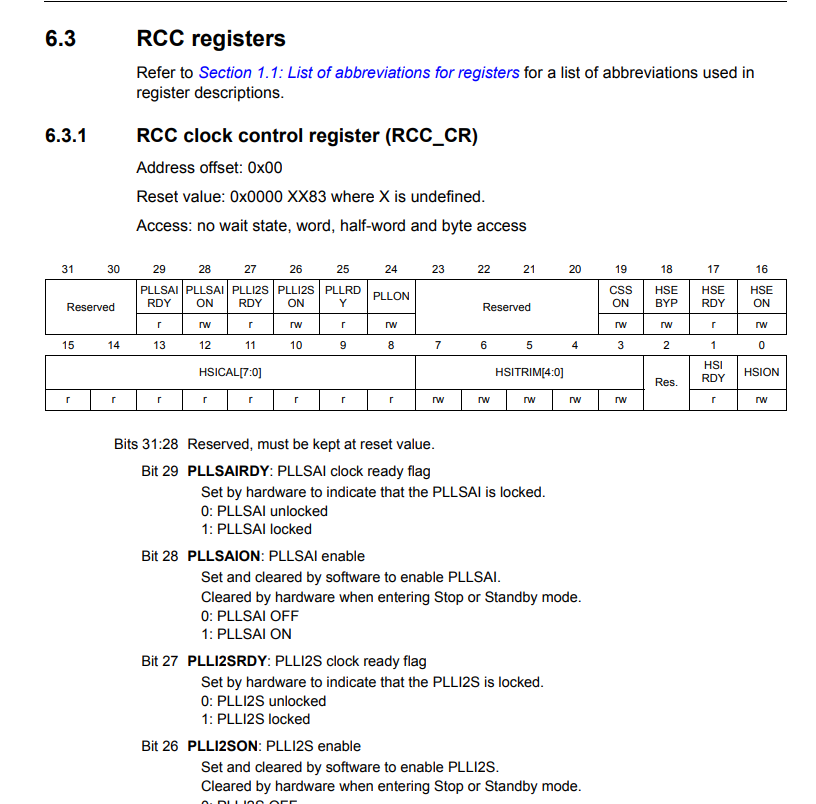 6.3 RCC registers
Refer to Section 1.1: List of abbreviations for registers for a list of abbreviations used in
register descriptions.
6.3.1 RCC clock control register (RCC_CR)
Address offset: 0x00
Reset value: 0x0000 XX83 where X is undefined.
Access: no wait state, word, half-word and byte access
31 30 29 28 27 26 25 24 23 22 21 20 19 18 17 16
Reserved PLLSAI RDY PLLSAI ON PLLI2S RDY PLLI2S ON PLLRD Y PLLON Reserved CSS ON HSE BYP HSE RDY HSE ON
r rw r rw r rw rw rw r rw
15 14 13 12 11 10 9 8 7 6 5 4 3 2 1 0
HSICAL[7:0] HSITRIM[4:0] Res. HSI RDY HSION
r r r r r r r r rw rw rw rw rw r rw
Bits 31:28 Reserved, must be kept at reset value.
Bit 29 PLLSAIRDY: PLLSAI clock ready flag
Set by hardware to indicate that the PLLSAI is locked.
0: PLLSAI unlocked
1: PLLSAI locked
Bit 28 PLLSAION: PLLSAI enable
Set and cleared by software to enable PLLSAI.
Cleared by hardware when entering Stop or Standby mode.
0: PLLSAI OFF
1: PLLSAI ON
Bit 27 PLLI2SRDY: PLLI2S clock ready flag
Set by hardware to indicate that the PLLI2S is locked.
0: PLLI2S unlocked
1: PLLI2S locked
Bit 26 PLLI2SON: PLLI2S enable
Set and cleared by software to enable PLLI2S.
Cleared by hardware when entering Stop or Standby mode.
0: PLLI2S OFF